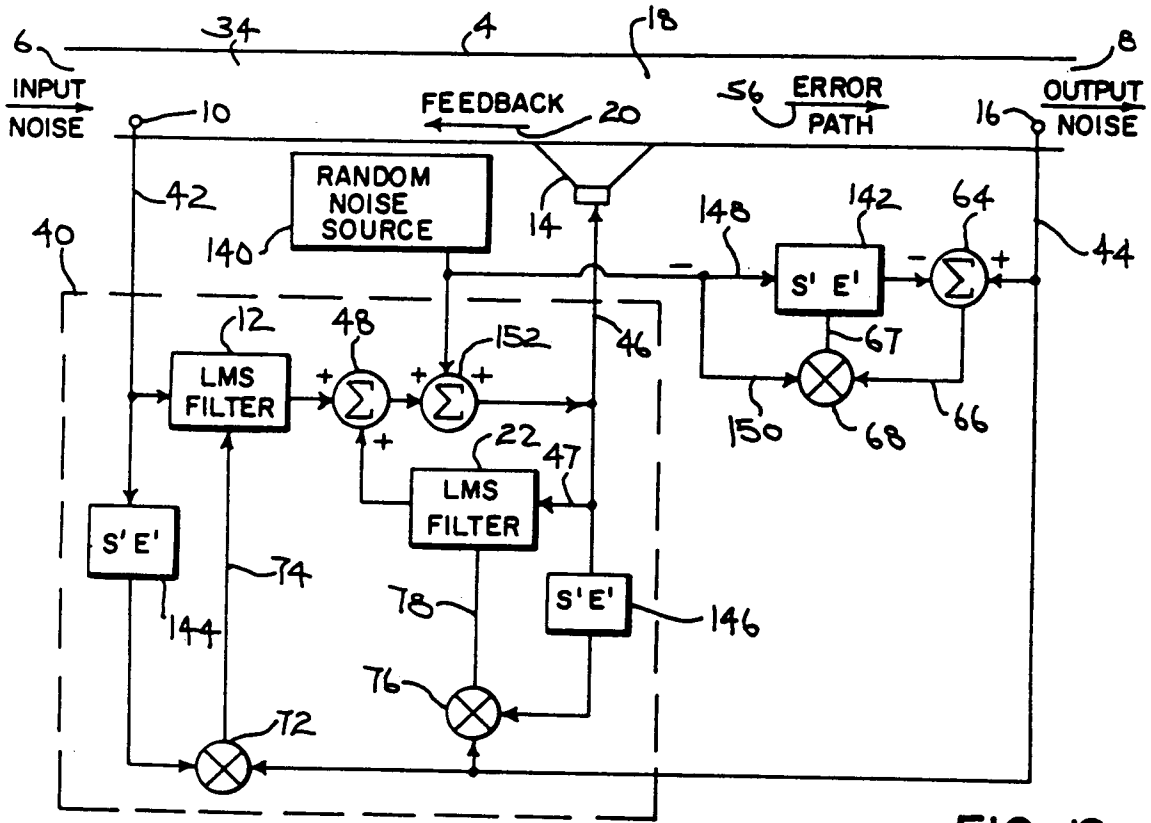 6
34
4
18
8
INPUT
NOISE
10
FEEDBACK
20
56
ERROR
PATH
16
OUTPUT
NOISE
42
RANDOM
NOISE
SOURCE
140
14
148
142
64
44
40
−
S' E'
−
Σ
+
12
48
152
46
67
LMS
FILTER
+
Σ
+
+
Σ
+
150
68
66
22
47
LMS
FILTER
S' E'
144
74
78
S' E'
146
76
72